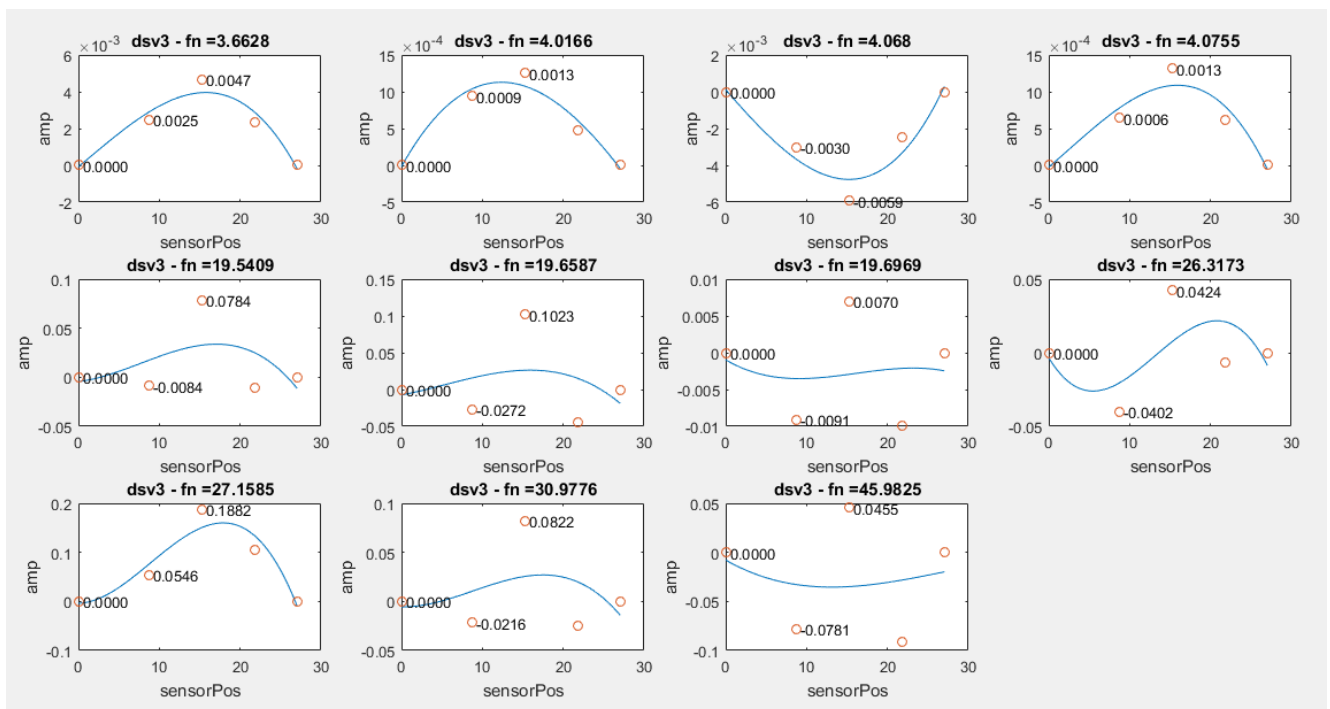 dsv3 - fn =3.6628
×10⁻³
6
4
2
0
-2
amp
0.0000
0.0025
0.0047
0 10 20 30
sensorPos
dsv3 - fn =4.0166
×10⁻⁴
15
10
5
0
-5
amp
0.0009
0.0013
0 10 20 30
sensorPos
dsv3 - fn =4.068
×10⁻³
2
0
-2
-4
-6
amp
0.0000
-0.0030
-0.0059
0 10 20 30
sensorPos
dsv3 - fn =4.0755
×10⁻⁴
15
10
5
0
-5
amp
0.0000
0.0006
0.0013
0 10 20 30
sensorPos
dsv3 - fn =19.5409
0.1
0.05
0
-0.05
amp
0.0000
-0.0084
0.0784
0 10 20 30
sensorPos
dsv3 - fn =19.6587
0.15
0.1
0.05
0
-0.05
amp
0.0000
-0.0272
0.1023
0 10 20 30
sensorPos
dsv3 - fn =19.6969
0.01
0.005
0
-0.005
-0.01
amp
0.0000
-0.0091
0.0070
0 10 20 30
sensorPos
dsv3 - fn =26.3173
0.05
0
-0.05
amp
0.0000
-0.0402
0.0424
0 10 20 30
sensorPos
dsv3 - fn =27.1585
0.2
0.1
0
-0.1
amp
0.0000
0.0546
0.1882
0 10 20 30
sensorPos
dsv3 - fn =30.9776
0.1
0.05
0
-0.05
amp
0.0000
-0.0216
0.0822
0 10 20 30
sensorPos
dsv3 - fn =45.9825
0.05
0
-0.05
-0.1
amp
0.0000
-0.0781
0.0455
0 10 20 30
sensorPos